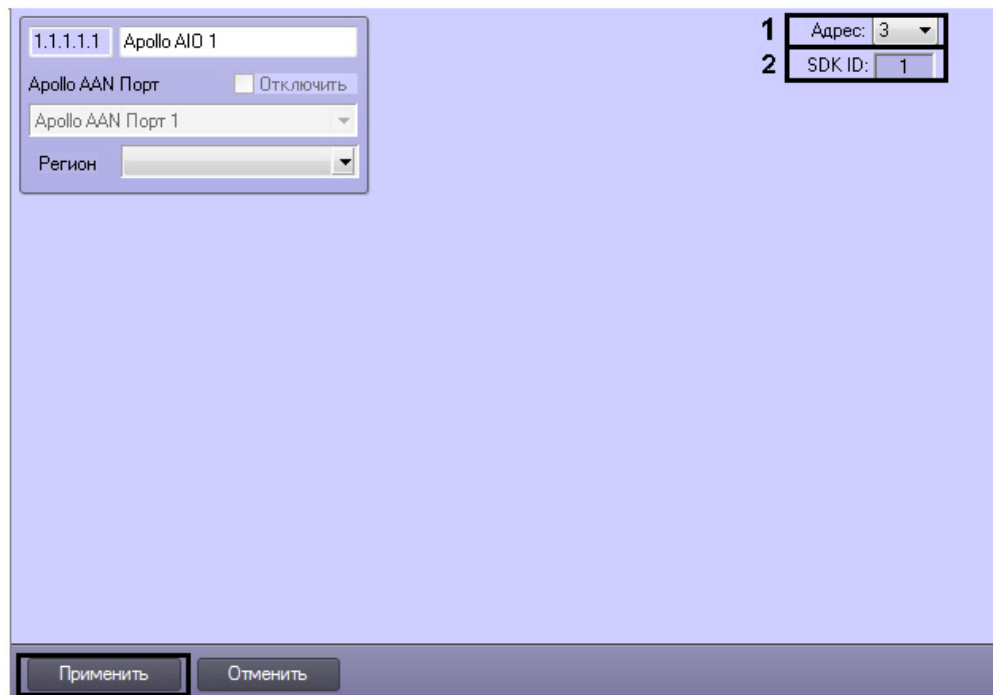 1.1.1.1.1 Apollo AIO 1
Apollo AAN Порт Отключить
Apollo AAN Порт 1
Регион
1 Адрес: 3
2 SDK ID: 1
Применить Отменить